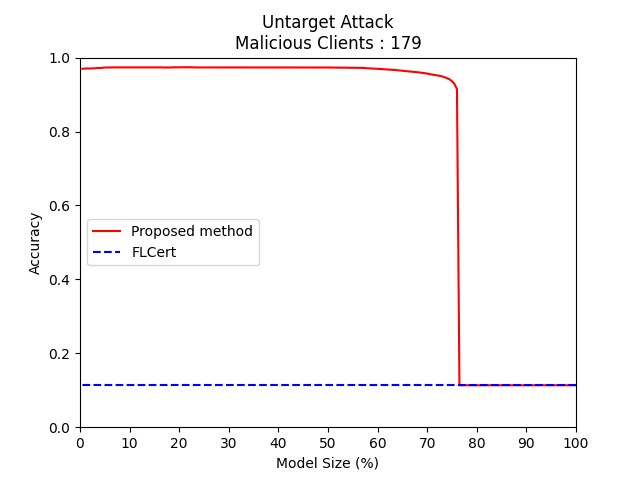 Untarget Attack
Malicious Clients : 179
1.0
0.8
0.6
0.4
0.2
0.0
Accuracy
Proposed method
FLCert
0 10 20 30 40 50 60 70 80 90 100
Model Size (%)